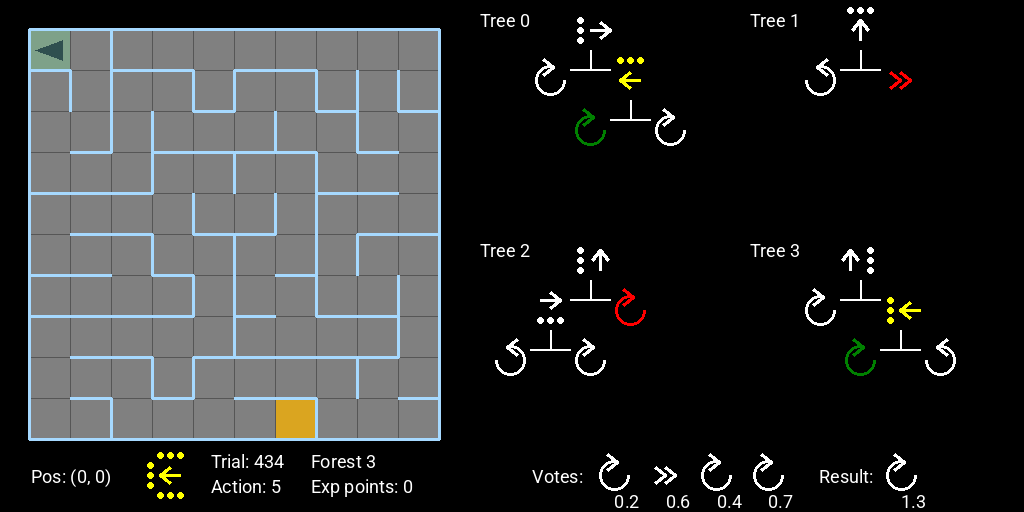 Tree 0
Tree 1
Tree 2
Tree 3
Pos: (0, 0)
Trial: 434
Forest 3
Action: 5
Exp points: 0
Votes:
0.2
0.6
0.4
0.7
Result:
1.3